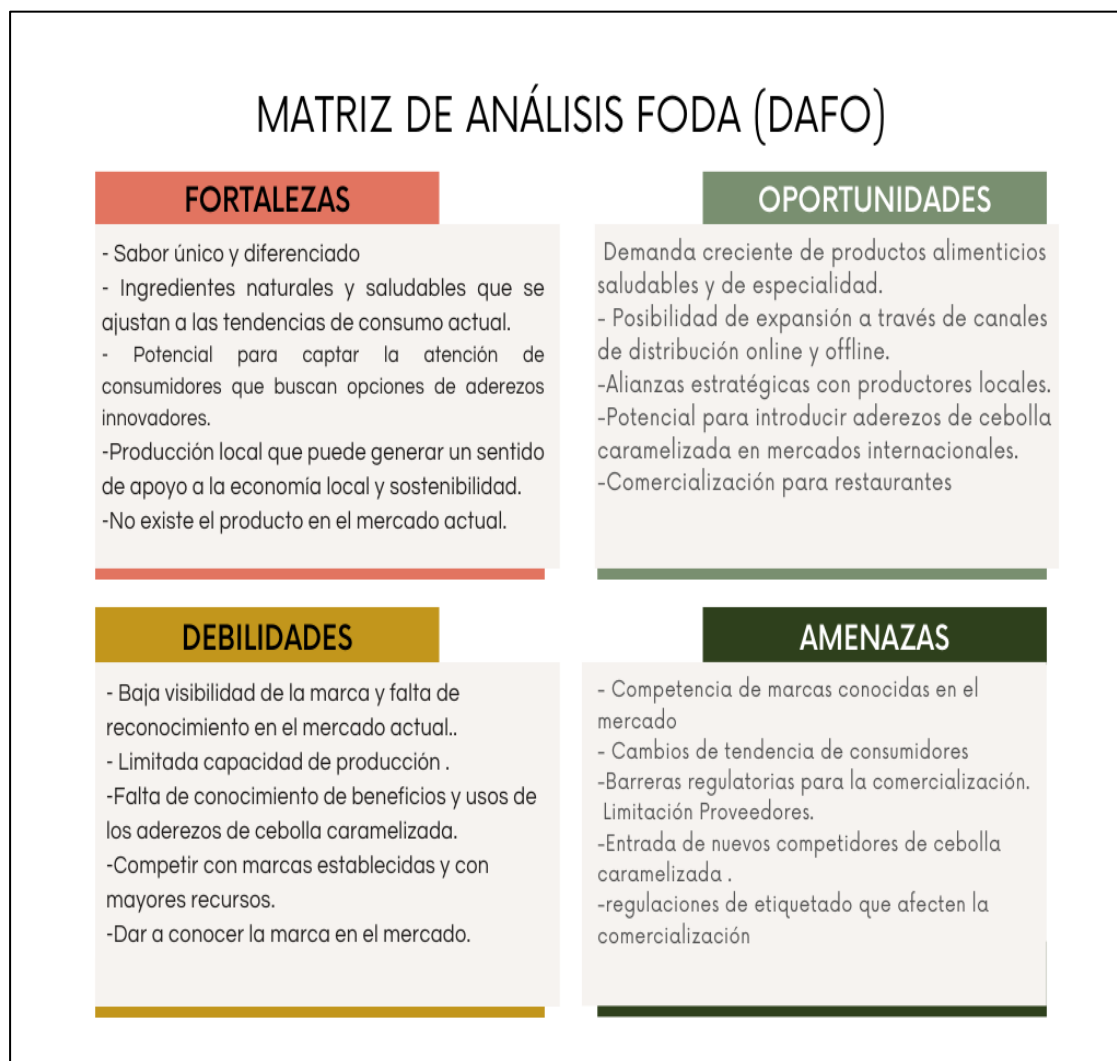 MATRIZ DE ANÁLISIS FODA (DAFO)
FORTALEZAS
- Sabor único y diferenciado
- Ingredientes naturales y saludables que se
ajustan a las tendencias de consumo actual.
- Potencial para captar la atención de
consumidores que buscan opciones de aderezos
innovadores.
-Producción local que puede generar un sentido
de apoyo a la economía local y sostenibilidad.
-No existe el producto en el mercado actual.
OPORTUNIDADES
Demanda creciente de productos alimenticios
saludables y de especialidad.
- Posibilidad de expansión a través de canales
de distribución online y offline.
-Alianzas estratégicas con productores locales.
-Potencial para introducir aderezos de cebolla
caramelizada en mercados internacionales.
-Comercialización para restaurantes
DEBILIDADES
- Baja visibilidad de la marca y falta de
reconocimiento en el mercado actual..
- Limitada capacidad de producción .
-Falta de conocimiento de beneficios y usos de
los aderezos de cebolla caramelizada.
-Competir con marcas establecidas y con
mayores recursos.
-Dar a conocer la marca en el mercado.
AMENAZAS
- Competencia de marcas conocidas en el
mercado
- Cambios de tendencia de consumidores
-Barreras regulatorias para la comercialización.
Limitación Proveedores.
-Entrada de nuevos competidores de cebolla
caramelizada .
-regulaciones de etiquetado que afecten la
comercialización